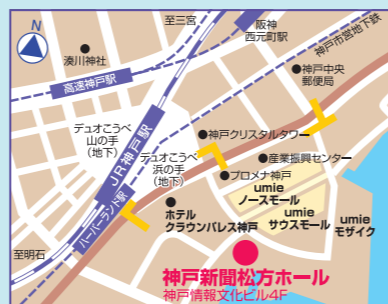 至三宮
阪神
西元町駅
N
湊川神社
神戸市営地下鉄
高速神戸駅
神戸中央
郵便局
デュオこうべ
山の手
(地下)
JR神戸駅
神戸クリスタルタワー
デュオこうべ
浜の手
(地下)
産業振興センター
プロメナ神戸
umie
ノースモール
ハーバーランド駅
ホテル
クラウンパレス神戸
umie
サウスモール
umie
モザイク
至明石
神戸新聞松方ホール
神戸情報文化ビル4F